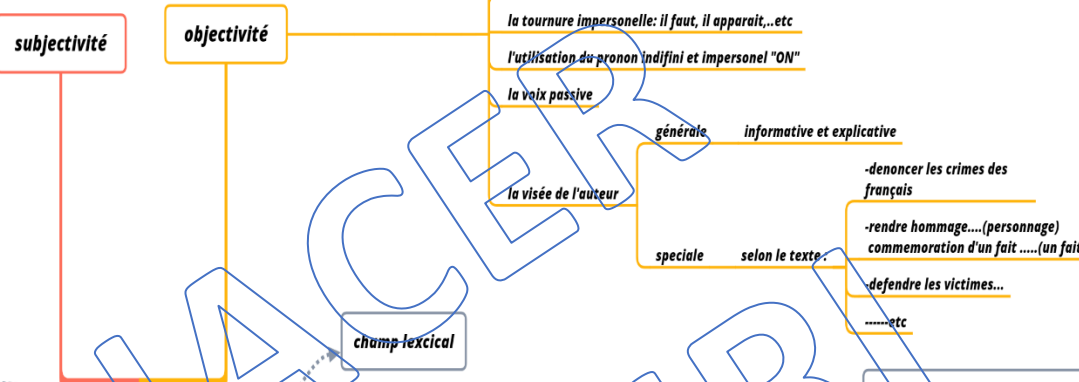 subjectivité
objectivité
la tournure impersonelle: il faut, il apparait,..etc
l'utilisation du pronon indifini et impersonel "ON"
la voix passive
générale
informative et explicative
la visée de l'auteur
-denoncer les crimes des
français
-rendre hommage....(personnage)
commemoration d'un fait .....(un fait
speciale
selon le texte :
-defendre les victimes...
------etc
champ lexcical